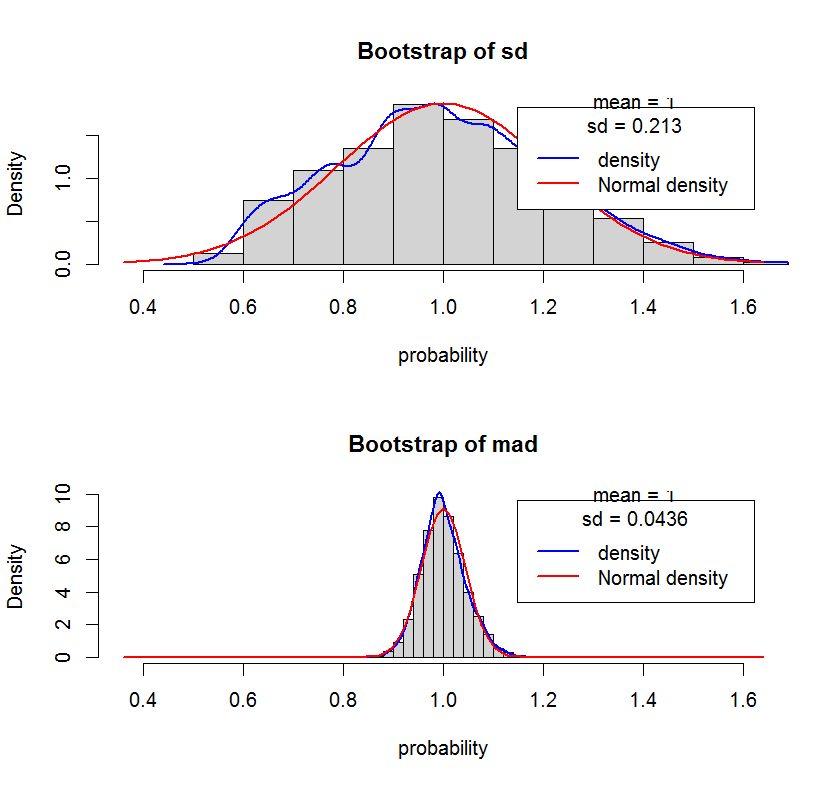 Bootstrap of sd
mean = 1
sd = 0.213
density
Normal density
Density
0.0
1.0
0.4 0.6 0.8 1.0 1.2 1.4 1.6
probability
Bootstrap of mad
mean = 1
sd = 0.0436
density
Normal density
Density
0 2 4 6 8 10
0.4 0.6 0.8 1.0 1.2 1.4 1.6
probability